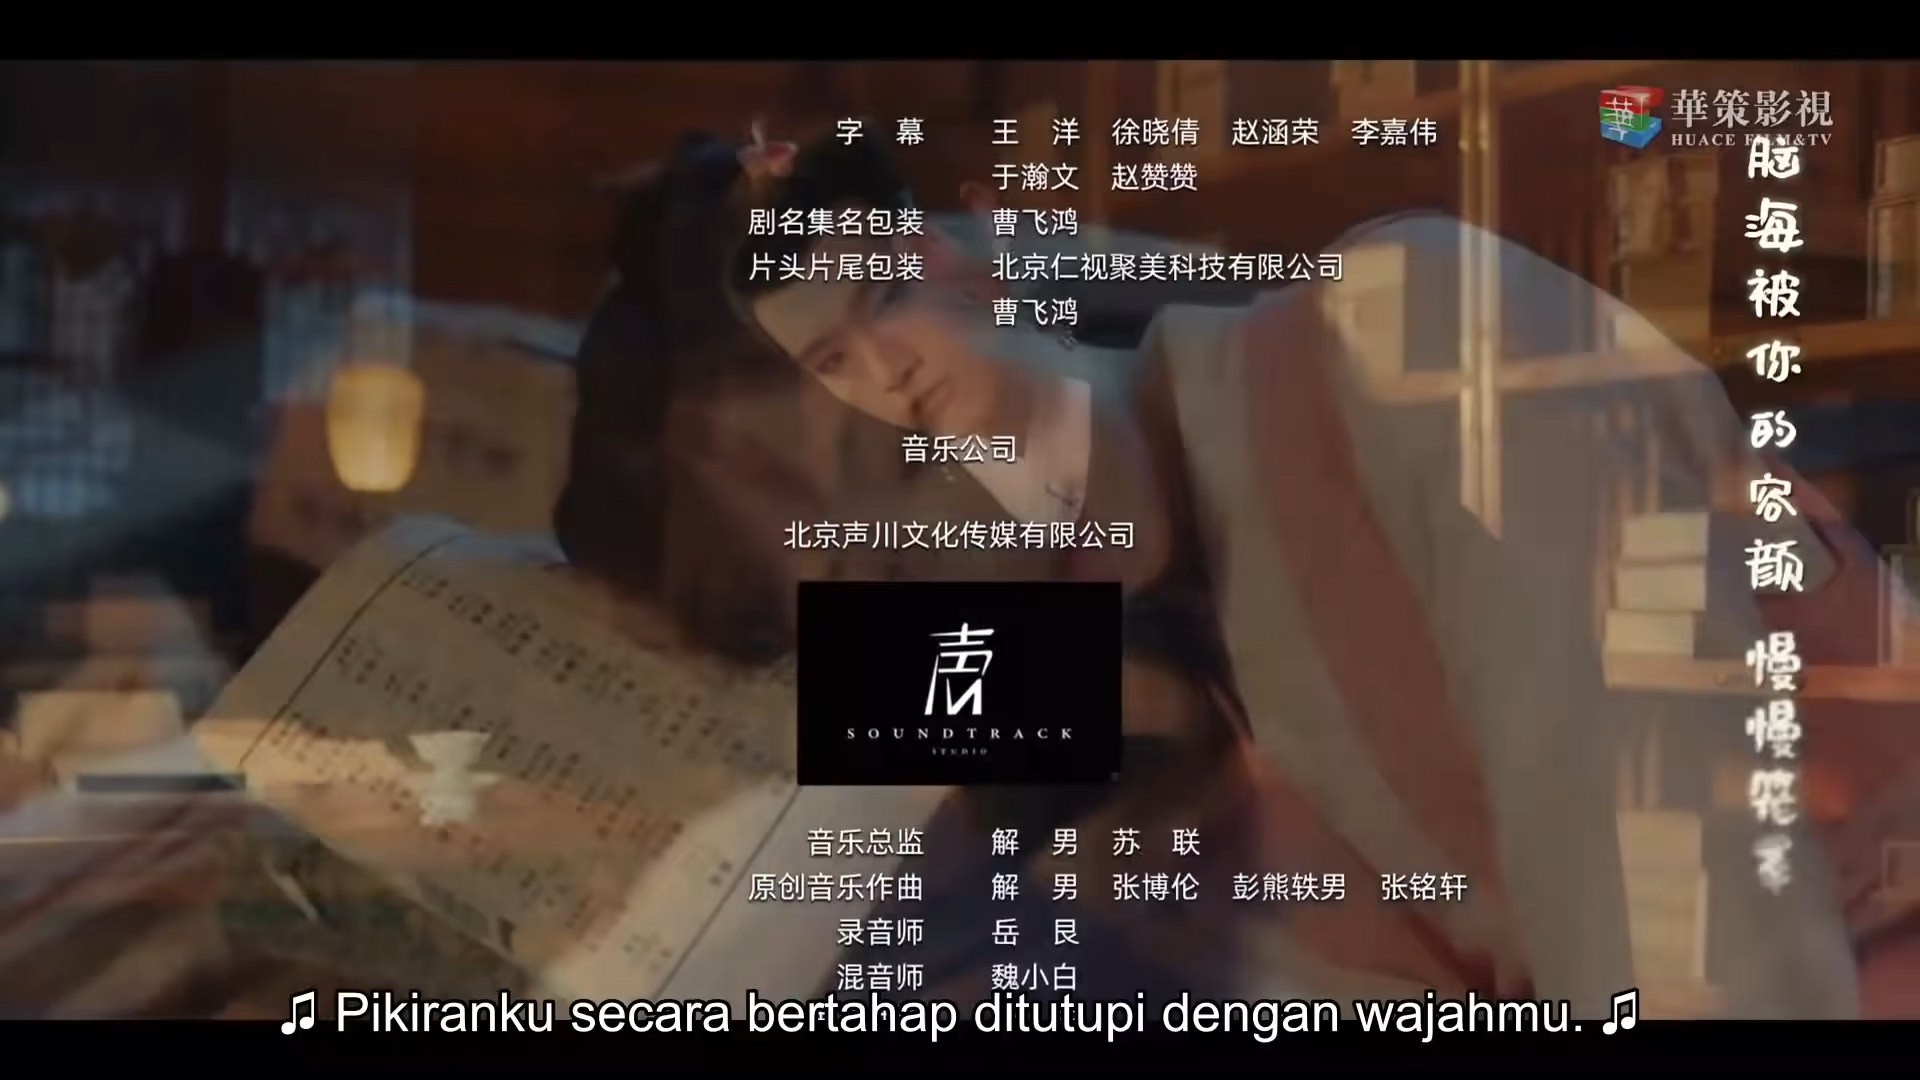 華策影視
HUACE FILM&TV
字 幕 王 洋 徐晓倩 赵涵荣 李嘉伟
于瀚文 赵赞赞
剧名集名包装 曹飞鸿
片头片尾包装 北京仁视聚美科技有限公司
曹飞鸿
音乐公司
北京声川文化传媒有限公司
SOUNDTRACK
STUDIO
音乐总监 解 男 苏 联
原创音乐作曲 解 男 张博伦 彭熊轶男 张铭轩
录音师 岳 艮
混音师 魏小白
脑海被你的容颜 慢慢笼罩
♫ Pikiranku secara bertahap ditutupi dengan wajahmu. ♫